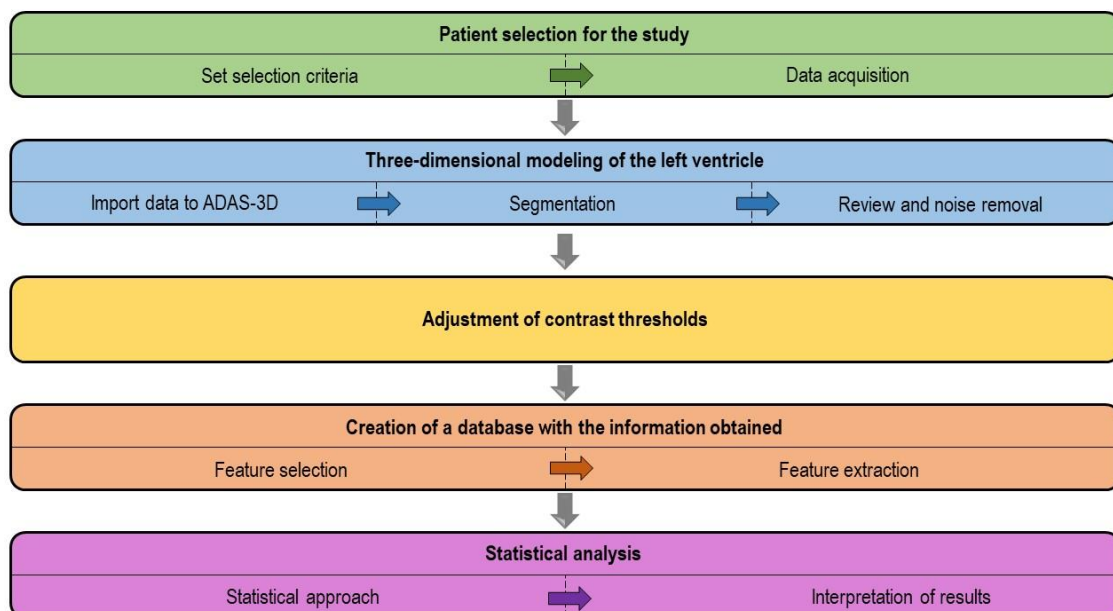 Patient selection for the study
Set selection criteria
Data acquisition
Three-dimensional modeling of the left ventricle
Import data to ADAS-3D
Segmentation
Review and noise removal
Adjustment of contrast thresholds
Creation of a database with the information obtained
Feature selection
Feature extraction
Statistical analysis
Statistical approach
Interpretation of results